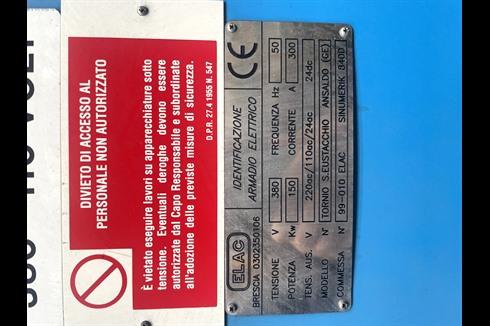 DIVIETO DI ACCESSO AL
PERSONALE NON AUTORIZZATO
È vietato eseguire lavori su apparecchiature sotto
tensione. Eventuali deroghe devono essere
autorizzate dal Capo Responsabile e subordinate
all'adozione delle previste misure di sicurezza.
D.P.R. 27.4 1955 N. 547
ELAC
BRESCIA 0302350106
IDENTIFICAZIONE
ARMADIO ELETTRICO
CE
TENSIONE V 380 FREQUENZA Hz 50
POTENZA Kw 150 CORRENTE A 300
TENS. AUS. V 220ac/110ac/24ac 24dc
MODELLO N° TORNIO S.EUSTACCHIO ANSALDO (GE)
COMMESSA N° 99-010 ELAC SINUMERIK 840D